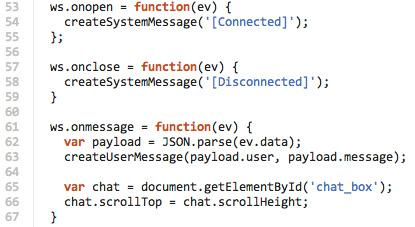 53 ws.onopen = function(ev) {
54   createSystemMessage('[Connected]');
55 };
56
57 ws.onclose = function(ev) {
58   createSystemMessage('[Disconnected]');
59 }
60
61 ws.onmessage = function(ev) {
62   var payload = JSON.parse(ev.data);
63   createUserMessage(payload.user, payload.message);
64
65   var chat = document.getElementById('chat_box');
66   chat.scrollTop = chat.scrollHeight;
67 }